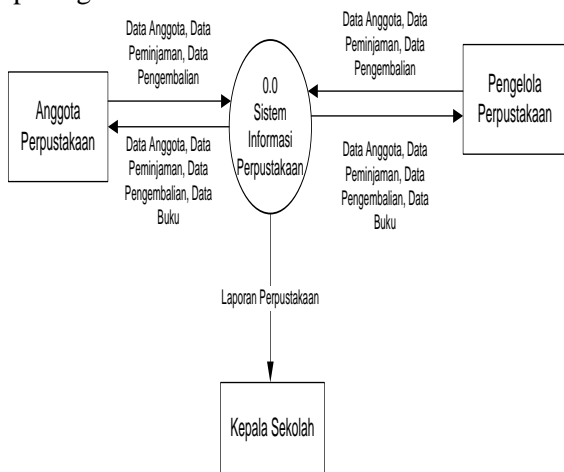 Data Anggota, Data
Peminjaman, Data
Pengembalian
Anggota
Perpustakaan
Data Anggota, Data
Peminjaman, Data
Pengembalian, Data
Buku
0.0
Sistem
Informasi
Perpustakaan
Data Anggota, Data
Peminjaman, Data
Pengembalian
Pengelola
Perpustakaan
Data Anggota, Data
Peminjaman, Data
Pengembalian, Data
Buku
Laporan Perpustakaan
Kepala Sekolah